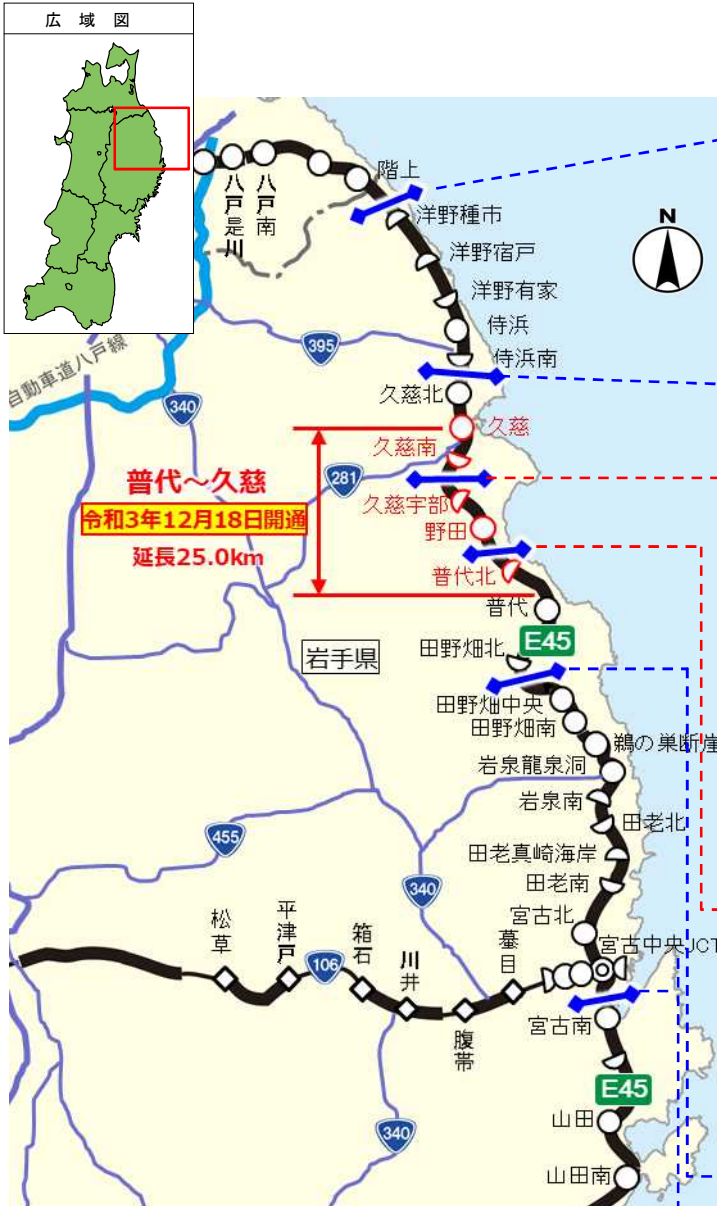 広域図
階上
八戸是川
八戸南
洋野種市
N
洋野宿戸
洋野有家
侍浜
395
侍浜南
自動車道八戸線
久慈北
340
久慈
久慈南
普代～久慈
281
令和3年12月18日開通
久慈宇部
野田
延長25.0km
普代北
普代
E45
田野畑北
岩手県
田野畑中央
田野畑南
鵜の巣断崖
岩泉龍泉洞
岩泉南
田老北
455
田老真崎海岸
田老南
340
宮古北
松草
平津戸
箱石
川井
蟇目
宮古中央JCT
106
腹帯
宮古南
E45
山田
340
山田南